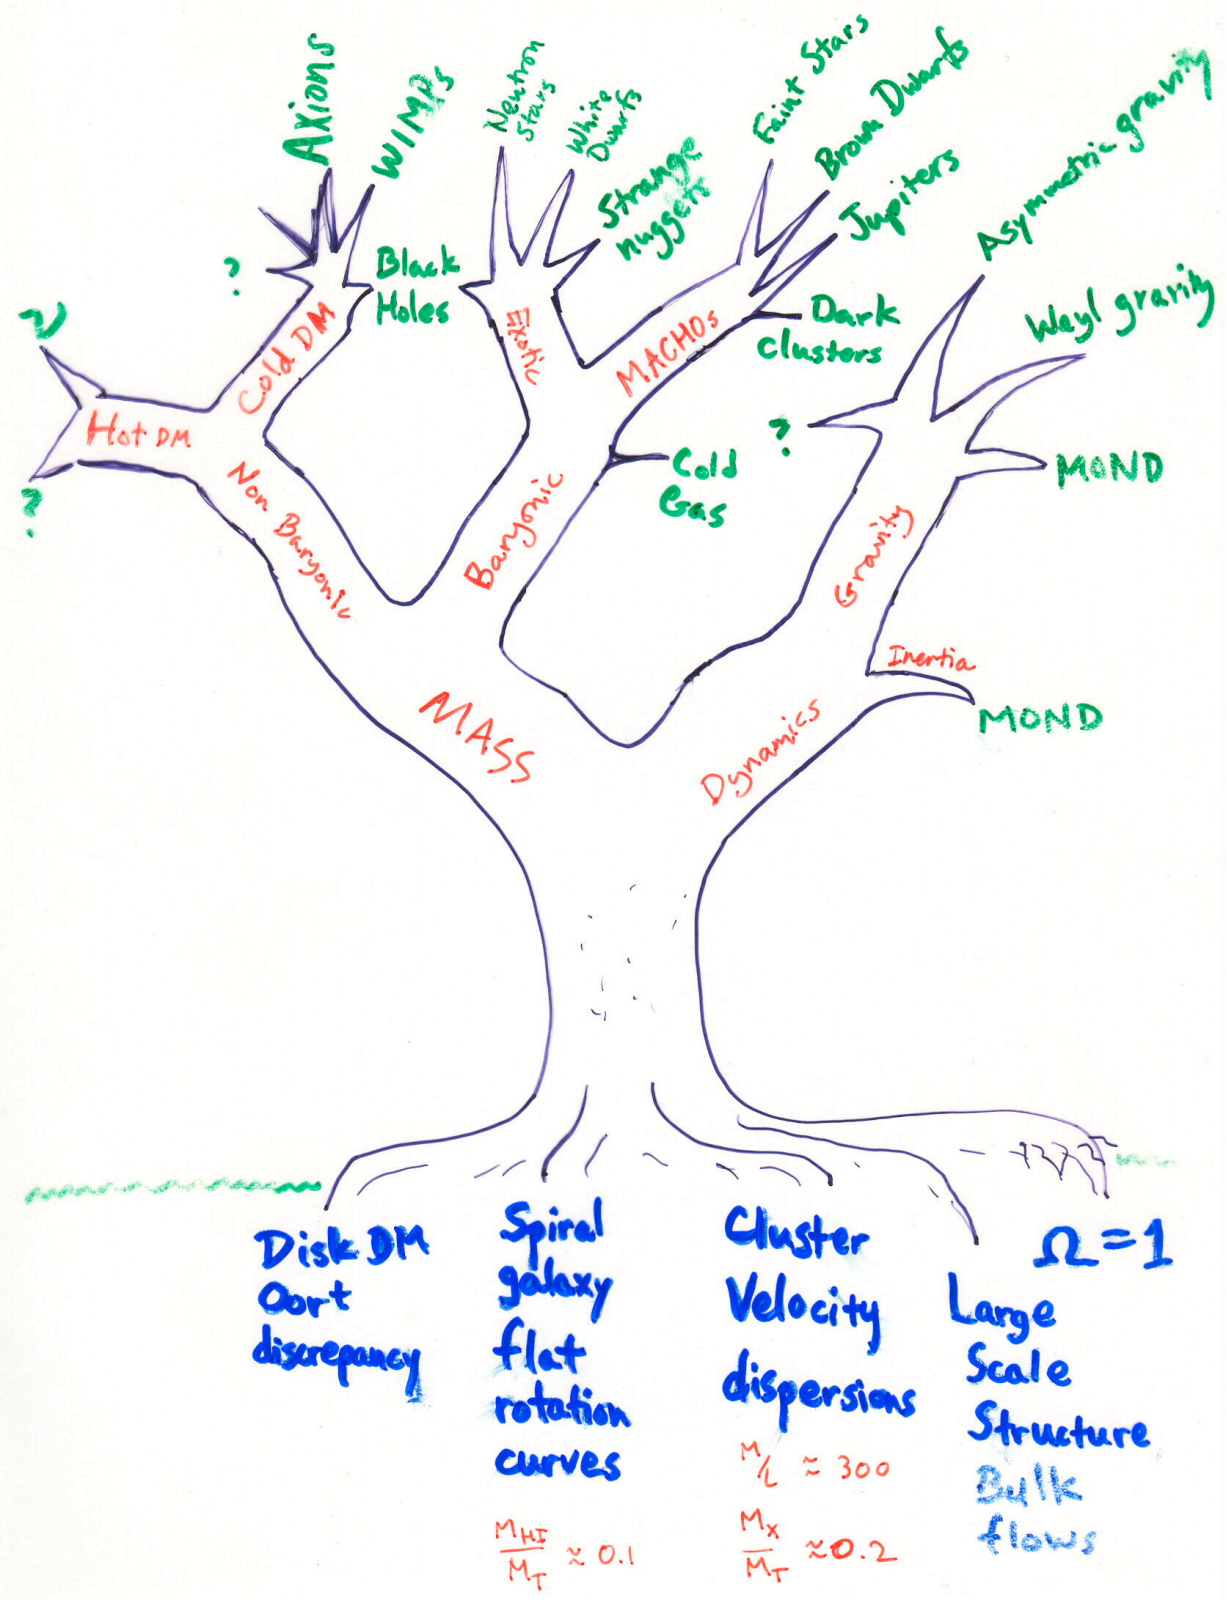 Axions
WIMPs
Neutron
Stars
White
Dwarfs
Strange
nuggets
Faint Stars
Brown Dwarfs
Jupiters
Asymmetric gravity
Weyl gravity
?
Black
Holes
Dark
clusters
ν
Cold DM
Exotic
MACHOs
Hot DM
?
?
MOND
Cold
Gas
Non Baryonic
Baryonic
Gravity
Inertia
MOND
MASS
Dynamics
Disk DM
Oort
discrepancy
Spiral
galaxy
flat
rotation
curves
M_HI/M_T ≈ 0.1
Cluster
Velocity
dispersions
M/L ≈ 300
M_X/M_T ≈ 0.2
Large
Scale
Structure
Bulk
flows
Ω=1